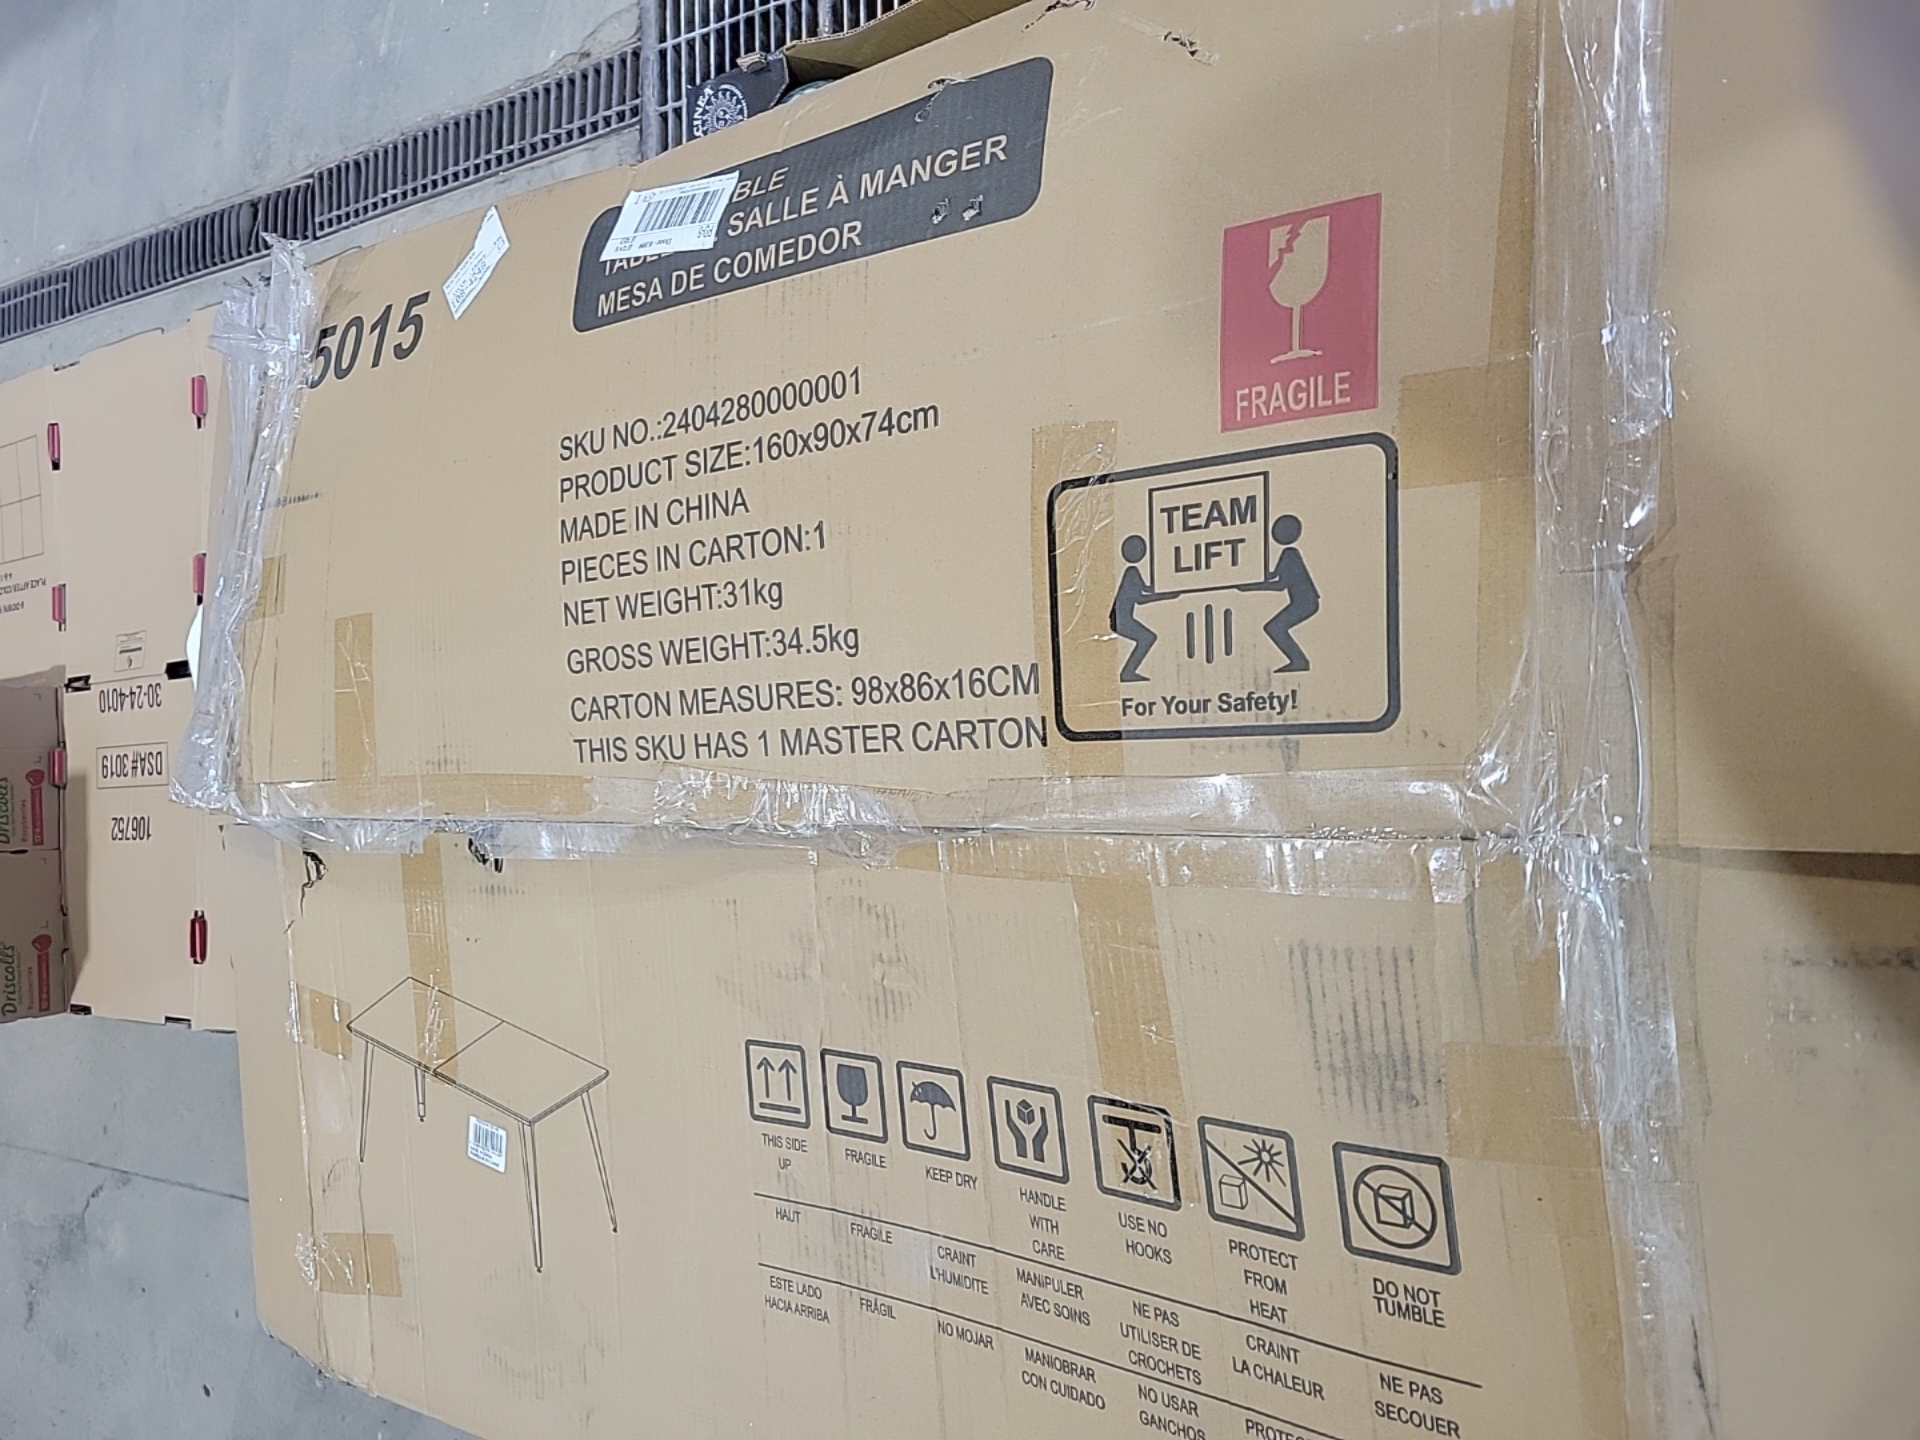 BLE
SALLE À MANGER
MESA DE COMEDOR
5015
SKU NO.:240428000001
PRODUCT SIZE:160x90x74cm
MADE IN CHINA
PIECES IN CARTON:1
NET WEIGHT:31kg
GROSS WEIGHT:34.5kg
CARTON MEASURES: 98x86x16CM
THIS SKU HAS 1 MASTER CARTON
FRAGILE
TEAM
LIFT
For Your Safety!
THIS SIDE
UP
FRAGILE
KEEP DRY
HANDLE
WITH
CARE
USE NO
HOOKS
PROTECT
FROM
HEAT
DO NOT
TUMBLE
HAUT
FRAGILE
CRAINT
L'HUMIDITE
MANIPULER
AVEC SOINS
NE PAS
UTILISER DE
CROCHETS
CRAINT
LA CHALEUR
NE PAS
SECOUER
ESTE LADO
HACIA ARRIBA
FRÁGIL
NO MOJAR
MANIOBRAR
CON CUIDADO
NO USAR
GANCHOS
30-24-4010
DSA# 3019
106752
Driscoll's
Raspberries
Driscoll's
Raspberries